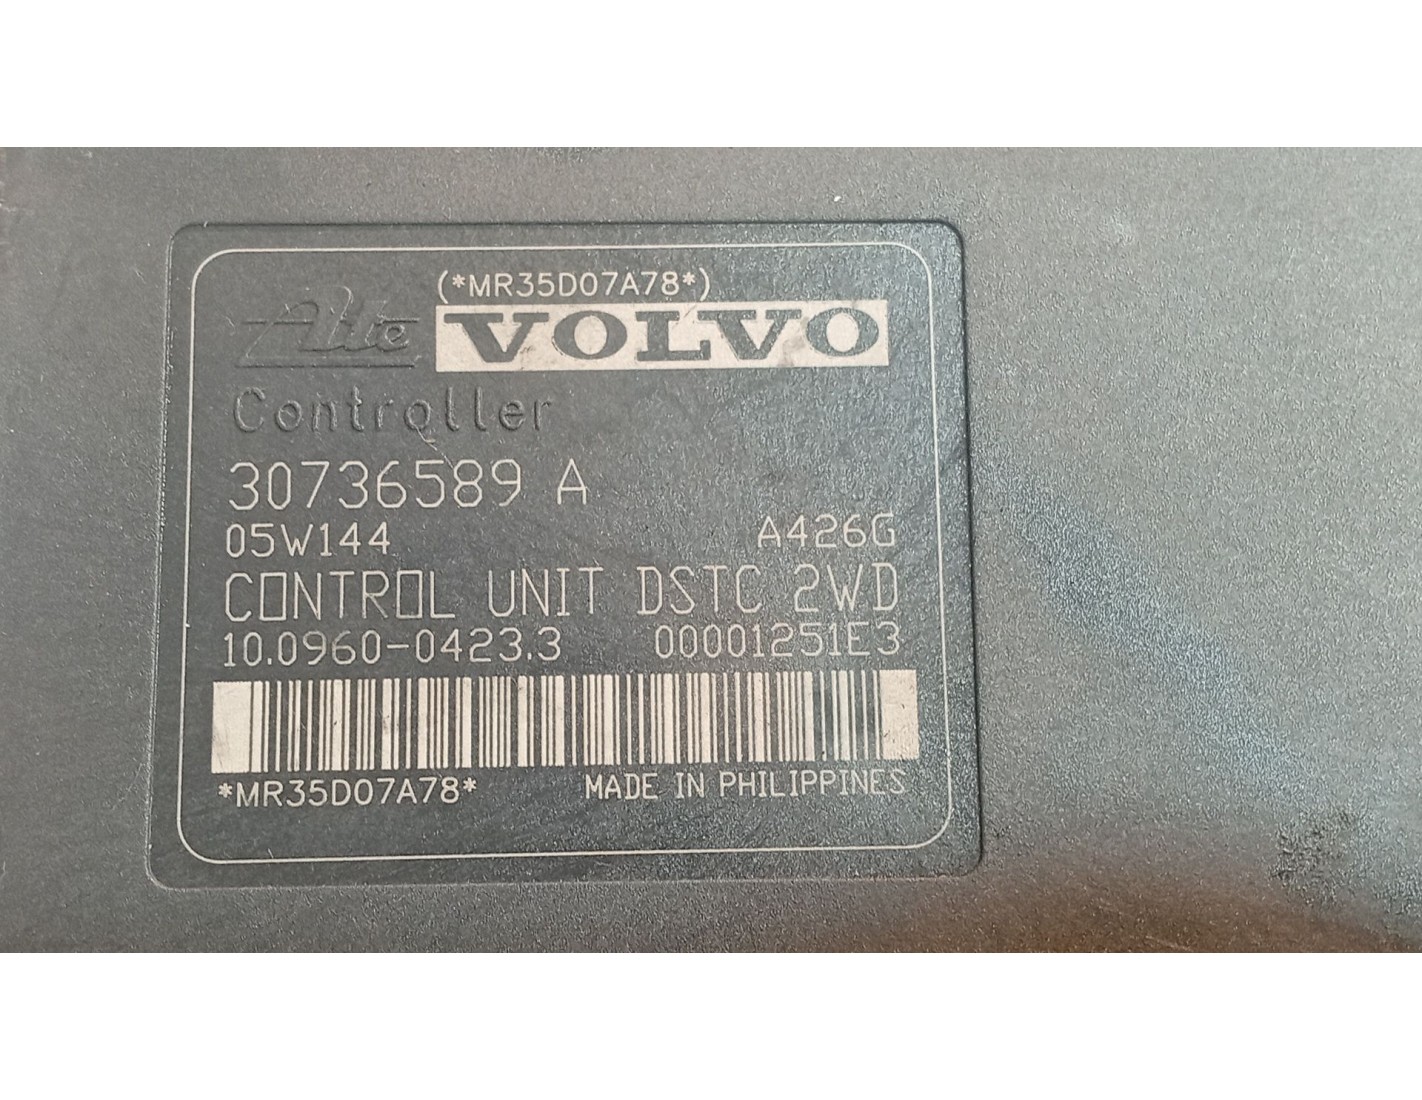 (*MR35D07A78*)
Ate VOLVO
Controller
30736589 A
05W144 A426G
CONTROL UNIT DSTC 2WD
10.0960-0423.3 00001251E3
*MR35D07A78* MADE IN PHILIPPINES